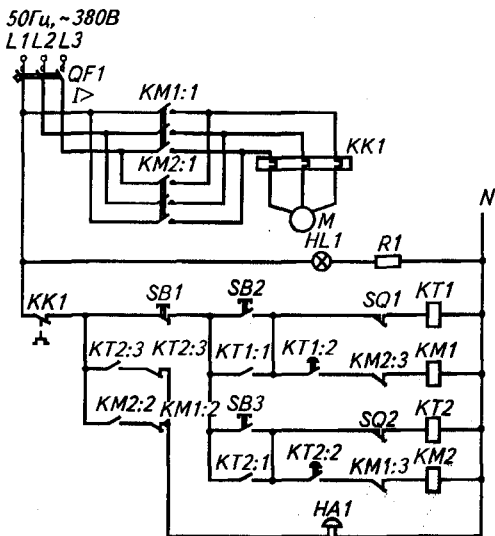 50Гц, ~380В
L1 L2 L3
QF1
I>
KM1:1
KK1
KM2:1
M
N
HL1
R1
KK1
SB1
SB2
SQ1
KT1
KT2:3
KT2:3
KT1:1
KT1:2
KM2:3
KM1
KM2:2
KM1:2
SB3
SQ2
KT2
KT2:1
KT2:2
KM1:3
KM2
HA1